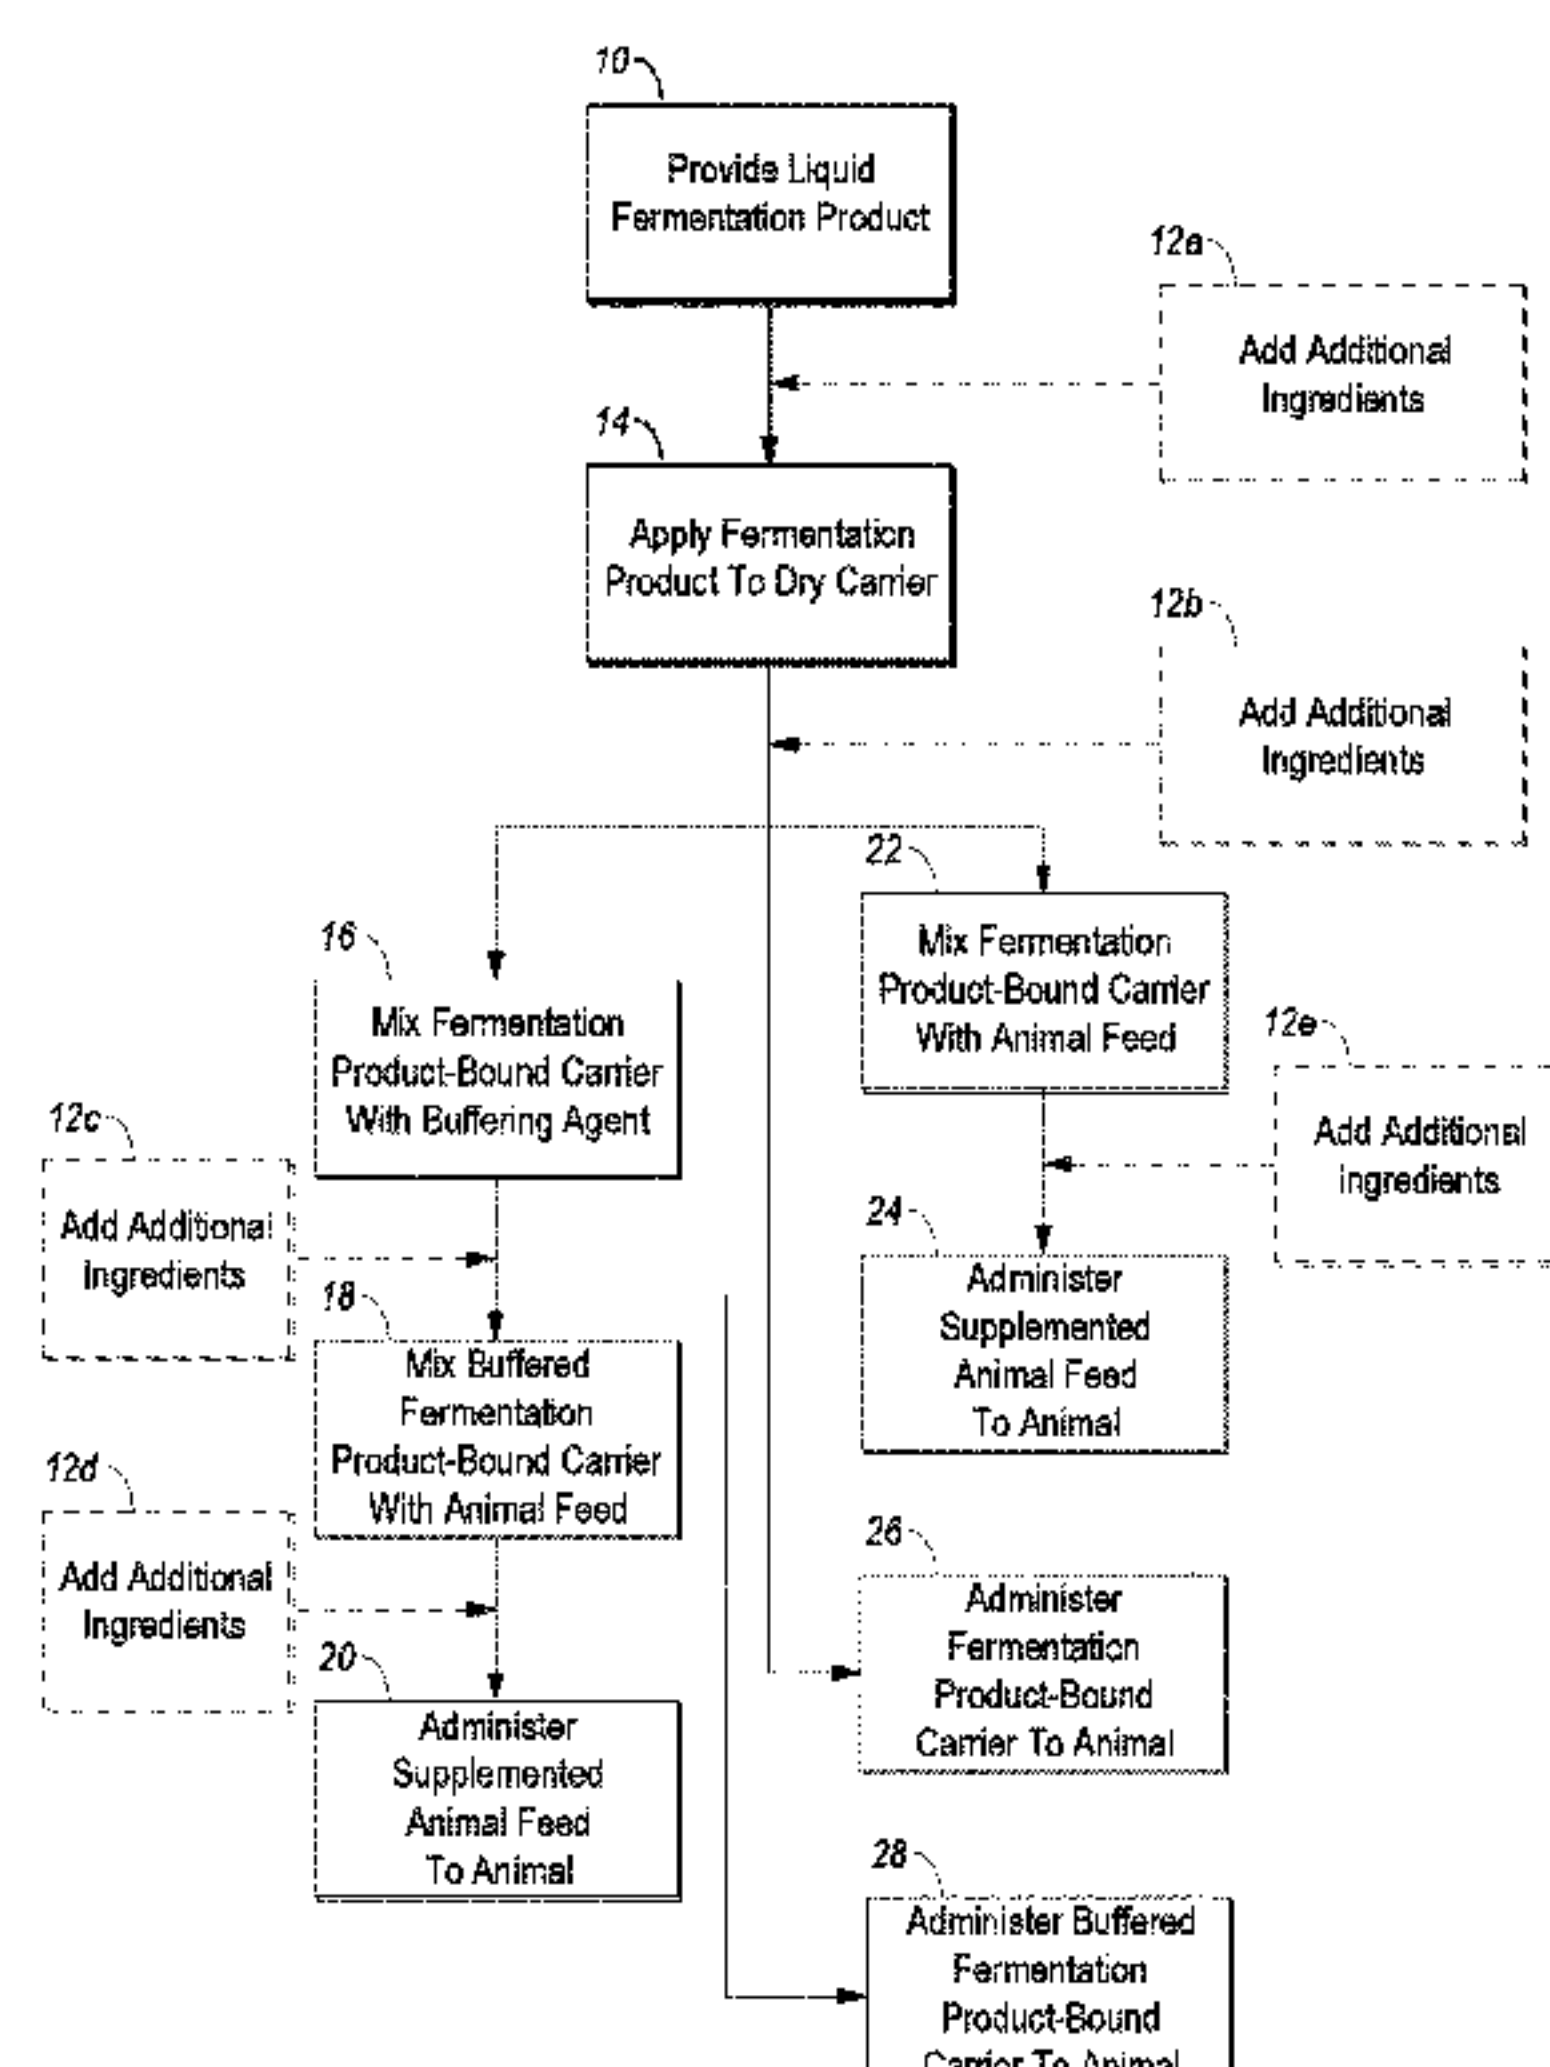 10
Provide Liquid
Fermentation Product
12a
Add Additional
Ingredients
14
Apply Fermentation
Product To Dry Carrier
12b
Add Additional
Ingredients
22
Mix Fermentation
Product-Bound Carrier
With Animal Feed
16
Mix Fermentation
Product-Bound Carrier
With Buffering Agent
12e
Add Additional
ingredients
12c
Add Additional
Ingredients
24
Administer
Supplemented
Animal Feed
To Animal
18
Mix Buffered
Fermentation
Product-Bound Carrier
With Animal Feed
12d
Add Additional
Ingredients
26
Administer
Fermentation
Product-Bound
Carrier To Animal
20
Administer
Supplemented
Animal Feed
To Animal
28
Administer Buffered
Fermentation
Product-Bound
Carrier To Animal